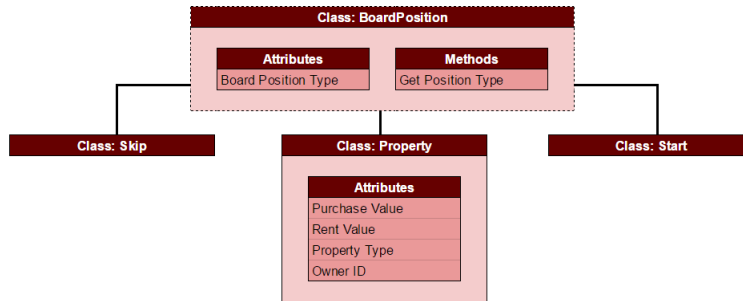 Class: BoardPosition
Attributes
Board Position Type
Methods
Get Position Type
Class: Skip
Class: Property
Attributes
Purchase Value
Rent Value
Property Type
Owner ID
Class: Start